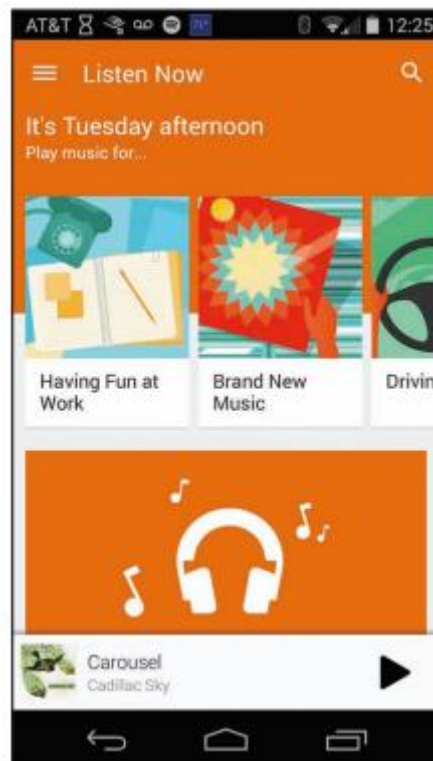 AT&T 12:25
Listen Now
It's Tuesday afternoon
Play music for...
Having Fun at
Work
Brand New
Music
Drivin
Carousel
Cadillac Sky